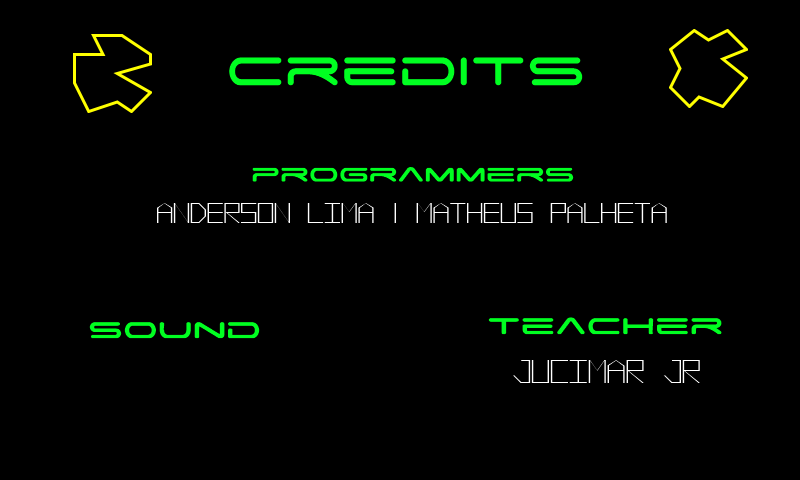 CREDITS
PROGRAMMERS
ANDERSON LIMA | MATHEUS PALHETA
SOUND
TEACHER
JUCIMAR JR